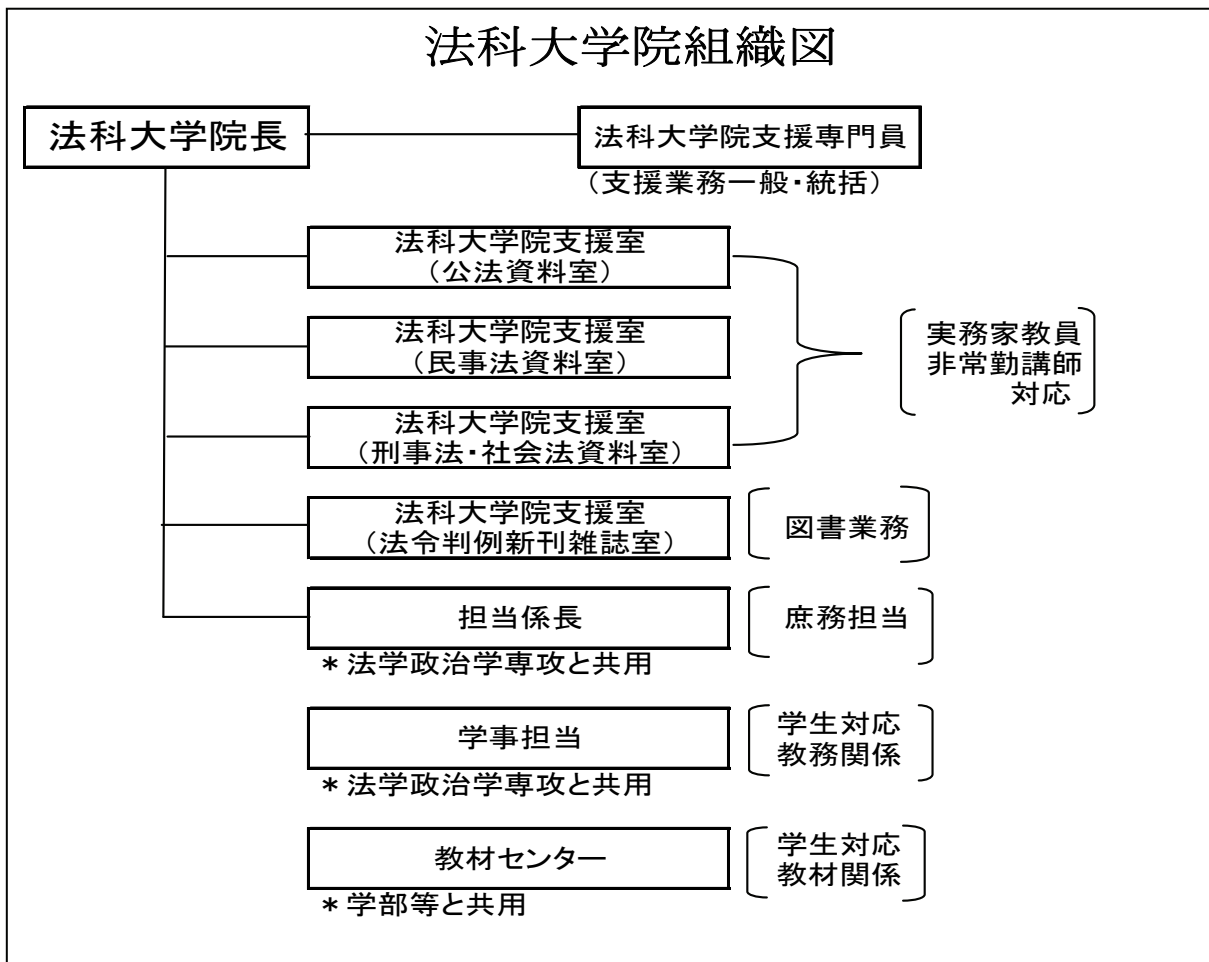 法科大学院組織図
法科大学院長
法科大学院支援専門員
（支援業務一般・統括）
法科大学院支援室
（公法資料室）
法科大学院支援室
（民事法資料室）
法科大学院支援室
（刑事法・社会法資料室）
実務家教員
非常勤講師
対応
法科大学院支援室
（法令判例新刊雑誌室）
図書業務
担当係長
庶務担当
＊法学政治学専攻と共用
学事担当
学生対応
教務関係
＊法学政治学専攻と共用
教材センター
学生対応
教材関係
＊学部等と共用